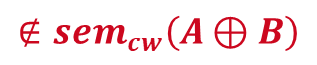 ∉ sem_cw(A ⊕ B)